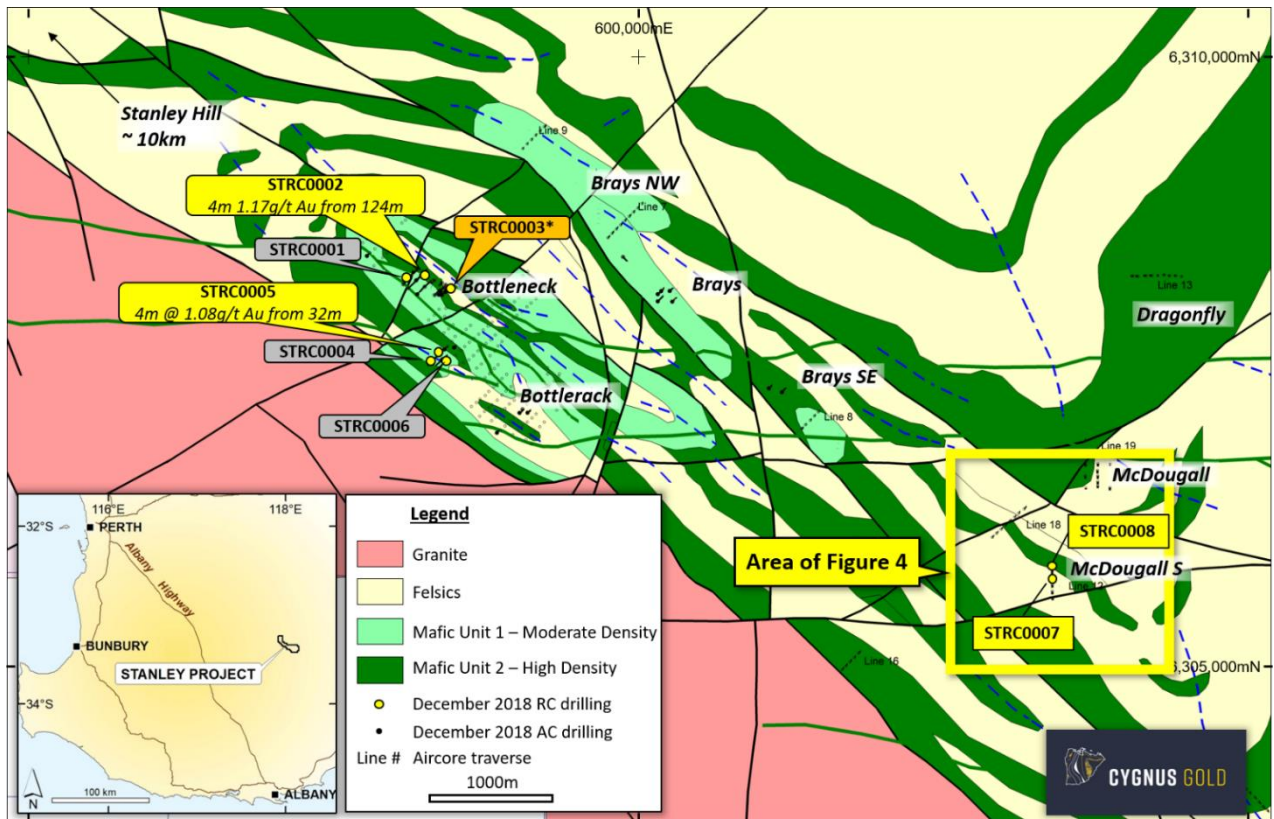 600,000mE
6,310,000mN
Stanley Hill
~ 10km
Line 9
STRC0002
4m 1.17g/t Au from 124m
Brays NW
Line 7
STRC0003*
STRC0001
Bottleneck
Brays
Line 13
STRC0005
4m @ 1.08g/t Au from 32m
Dragonfly
STRC0004
Brays SE
Bottlerack
Line 8
STRC0006
Line 19
McDougall
Line 18
STRC0008
Area of Figure 4
McDougall S
STRC0007
Line 16
6,305,000mN
116°E
118°E
32°S
PERTH
Albany Highway
BUNBURY
STANLEY PROJECT
34°S
N
100 km
ALBANY
Legend
Granite
Felsics
Mafic Unit 1 – Moderate Density
Mafic Unit 2 – High Density
December 2018 RC drilling
December 2018 AC drilling
Line # Aircore traverse
1000m
CYGNUS GOLD